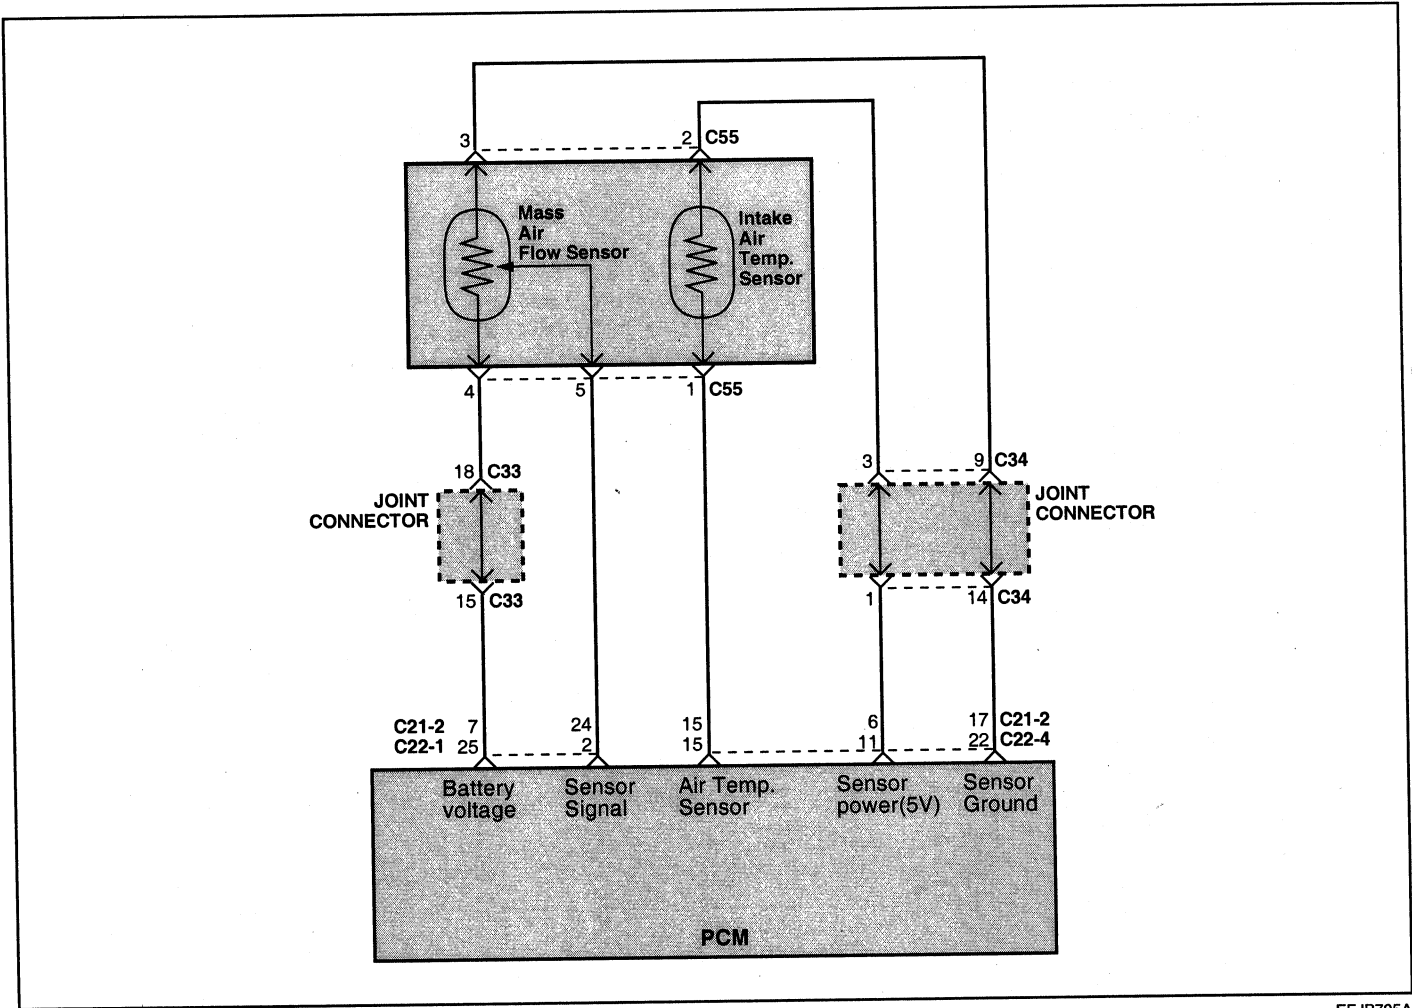 3 2 C55
Mass
Air
Flow Sensor
Intake
Air
Temp.
Sensor
4 5 1 C55
18 C33
JOINT
CONNECTOR
15 C33
3 9 C34
JOINT
CONNECTOR
1 14 C34
C21-2 7 24 15 6 17 C21-2
C22-1 25 2 15 11 22 C22-4
Battery
voltage
Sensor
Signal
Air Temp.
Sensor
Sensor
power(5V)
Sensor
Ground
PCM